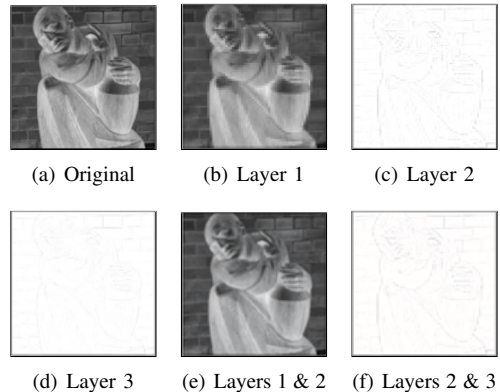 (a) Original
(b) Layer 1
(c) Layer 2
(d) Layer 3
(e) Layers 1 & 2
(f) Layers 2 & 3